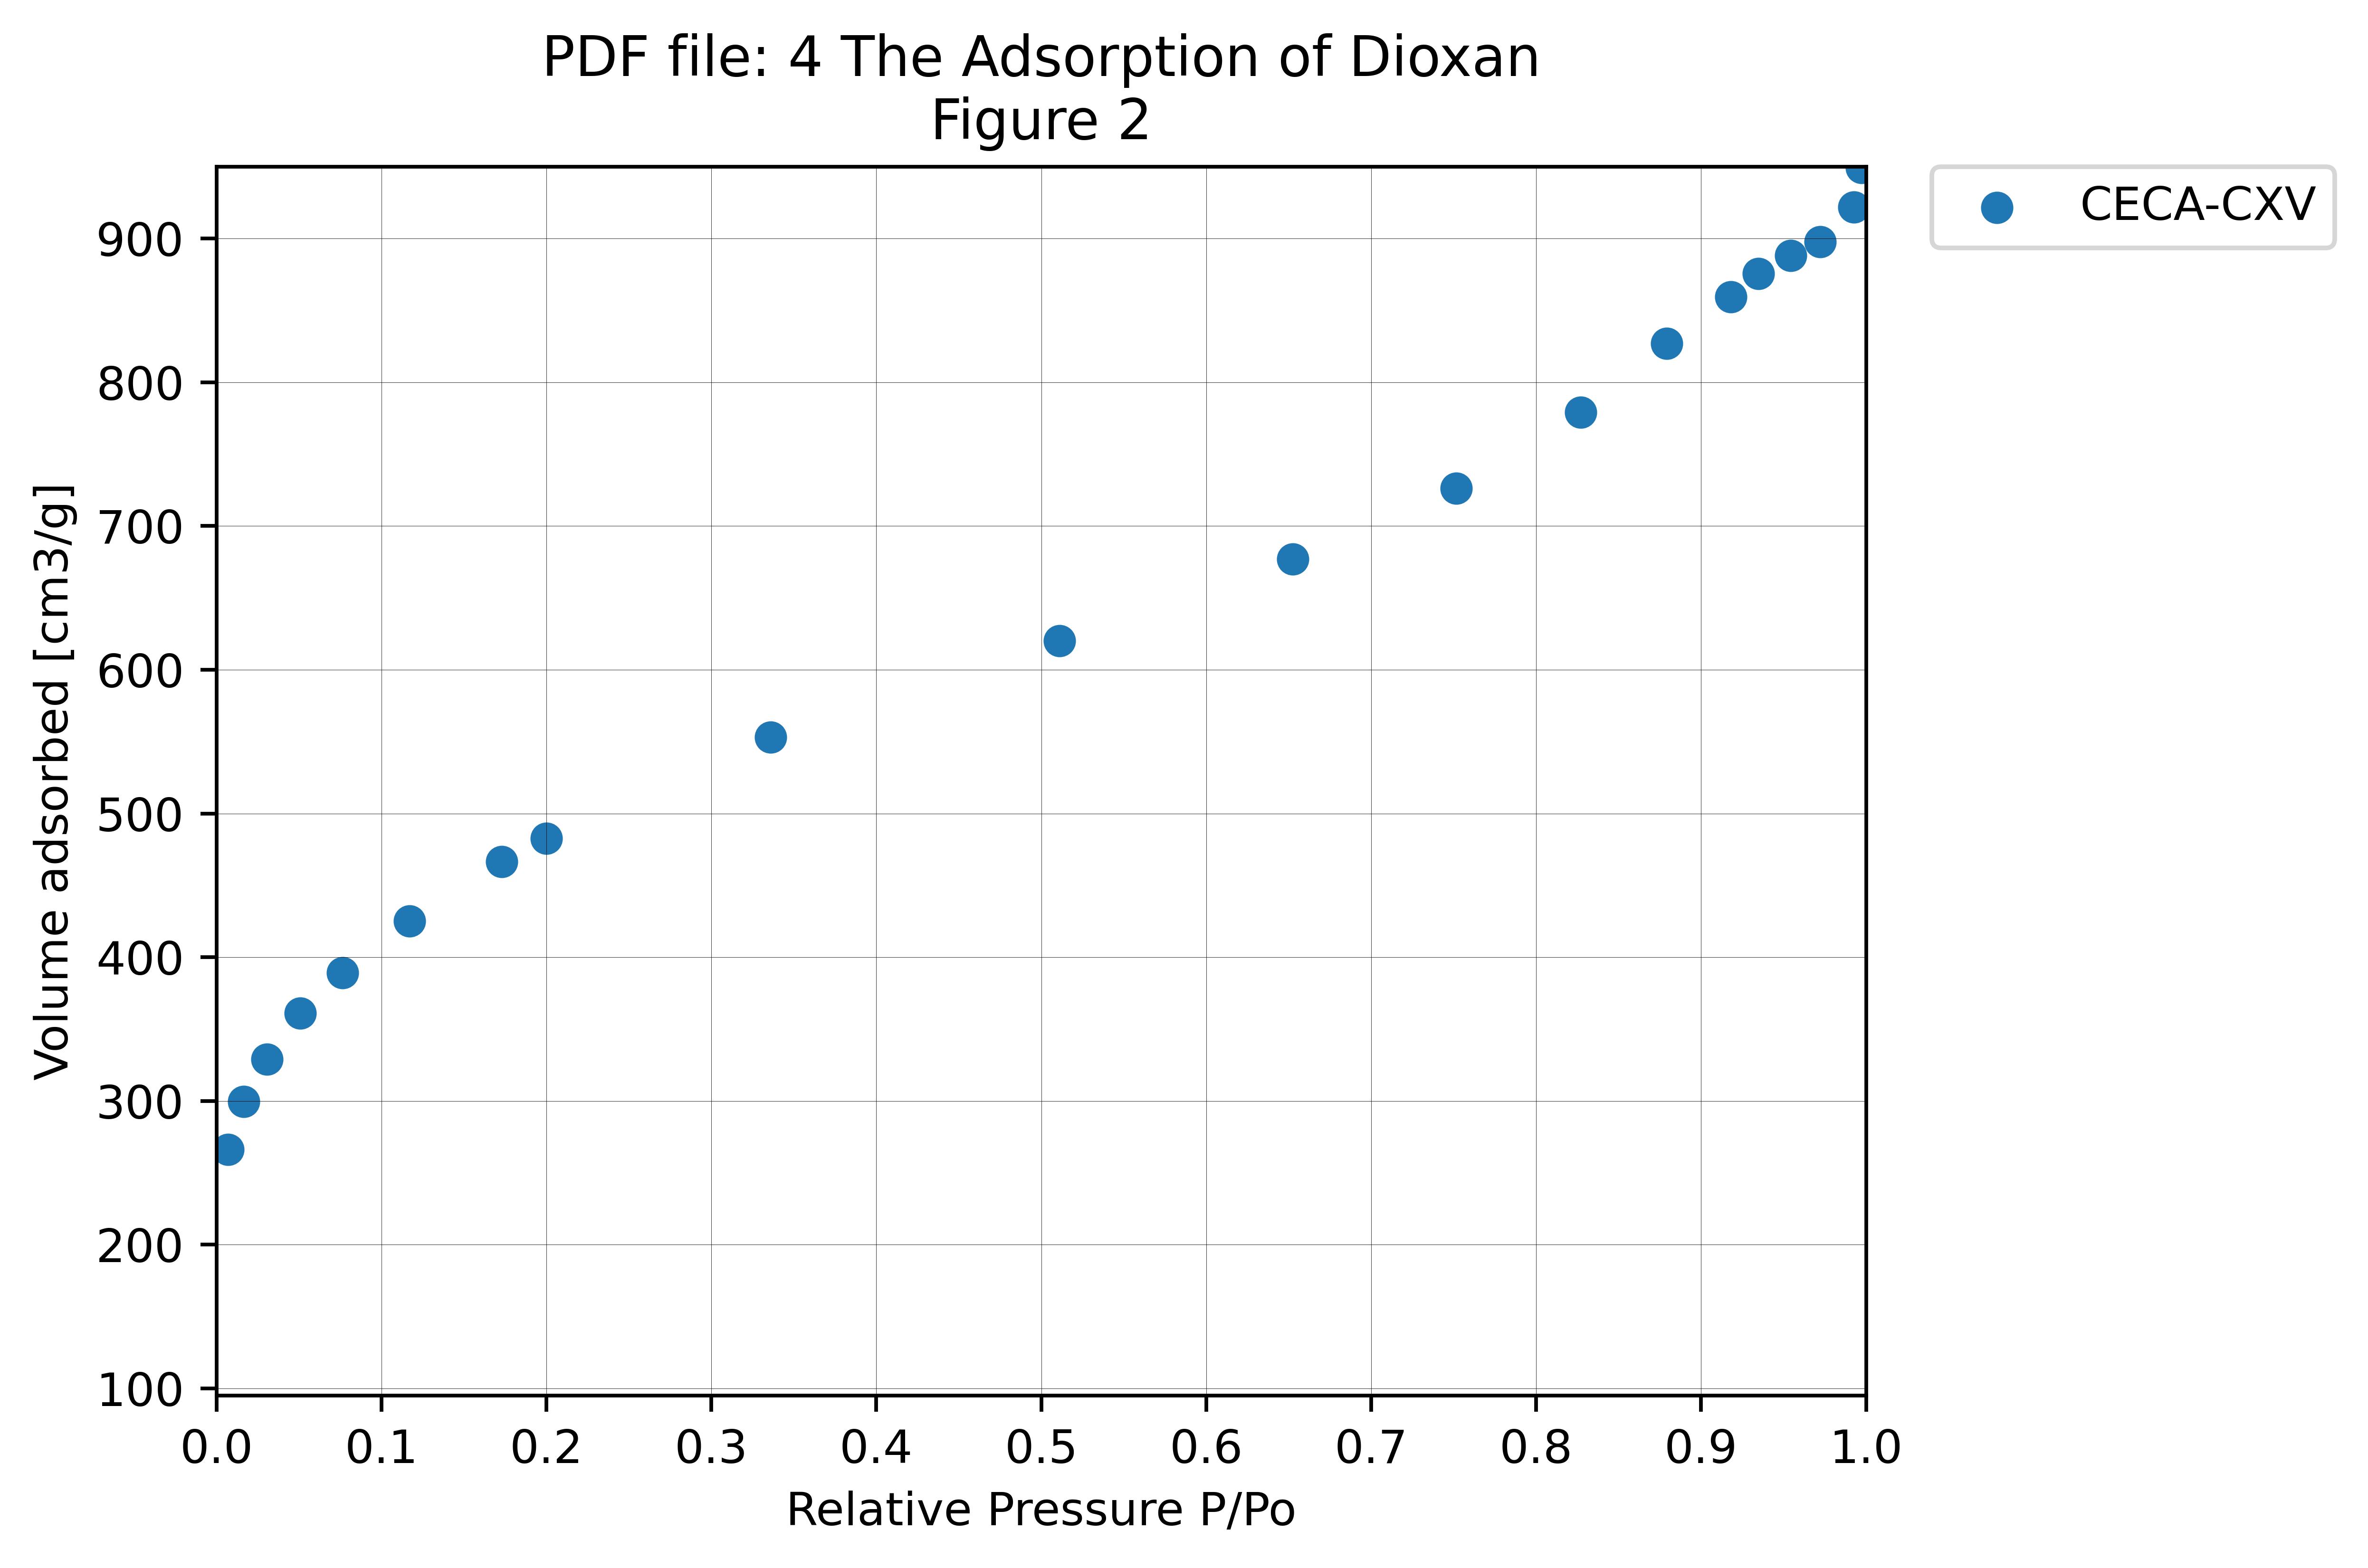 PDF file: 4 The Adsorption of Dioxan
Figure 2
CECA-CXV
Volume adsorbed [cm3/g]
900
800
700
600
500
400
300
200
100
0.0 0.1 0.2 0.3 0.4 0.5 0.6 0.7 0.8 0.9 1.0
Relative Pressure P/Po